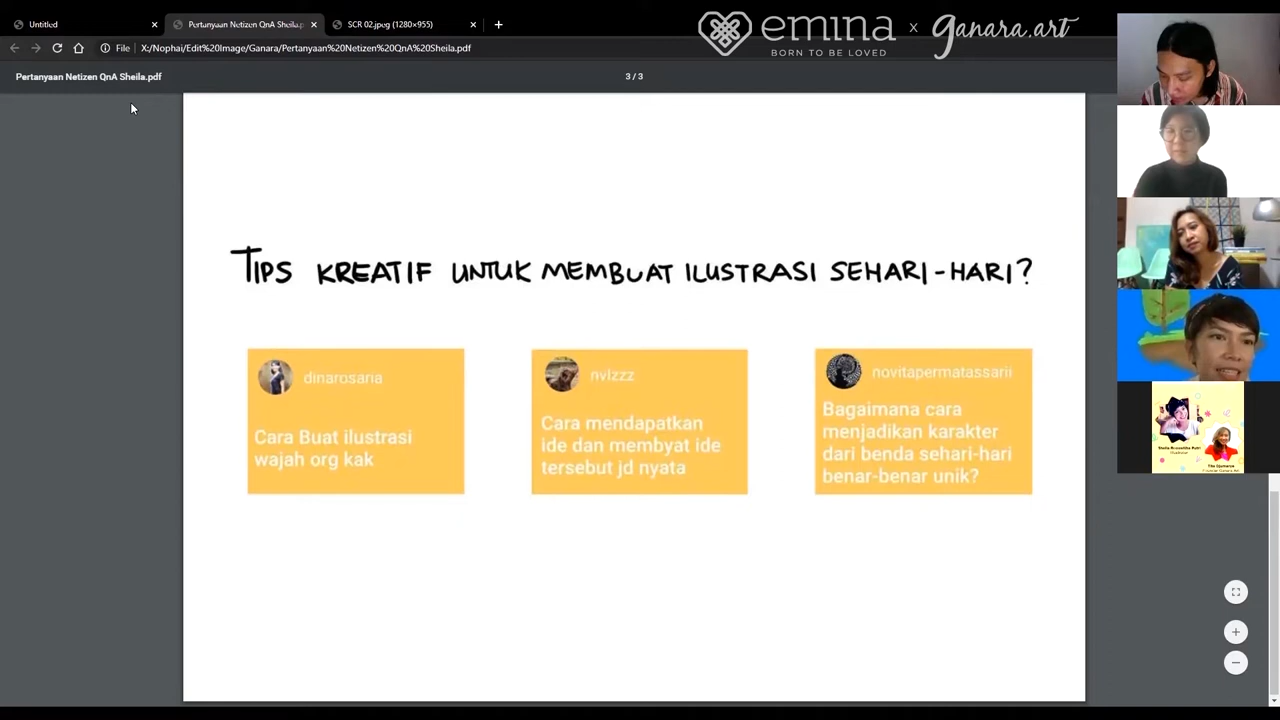 Untitled
Pertanyaan Netizen QnA Sheila.p
SCR 02.jpeg (1280×955)
emina x ganara.art
BORN TO BE LOVED
File X:/Nophai/Edit%20Image/Ganara/Pertanyaan%20Netizen%20QnA%20Sheila.pdf
Pertanyaan Netizen QnA Sheila.pdf
3 / 3
TIPS KREATIF UNTUK MEMBUAT ILUSTRASI SEHARI-HARI?
dinarosaria
Cara Buat ilustrasi
wajah org kak
nvlzzz
Cara mendapatkan
ide dan membyat ide
tersebut jd nyata
novitapermatassarii
Bagaimana cara
menjadikan karakter
dari benda sehari-hari
benar-benar unik?